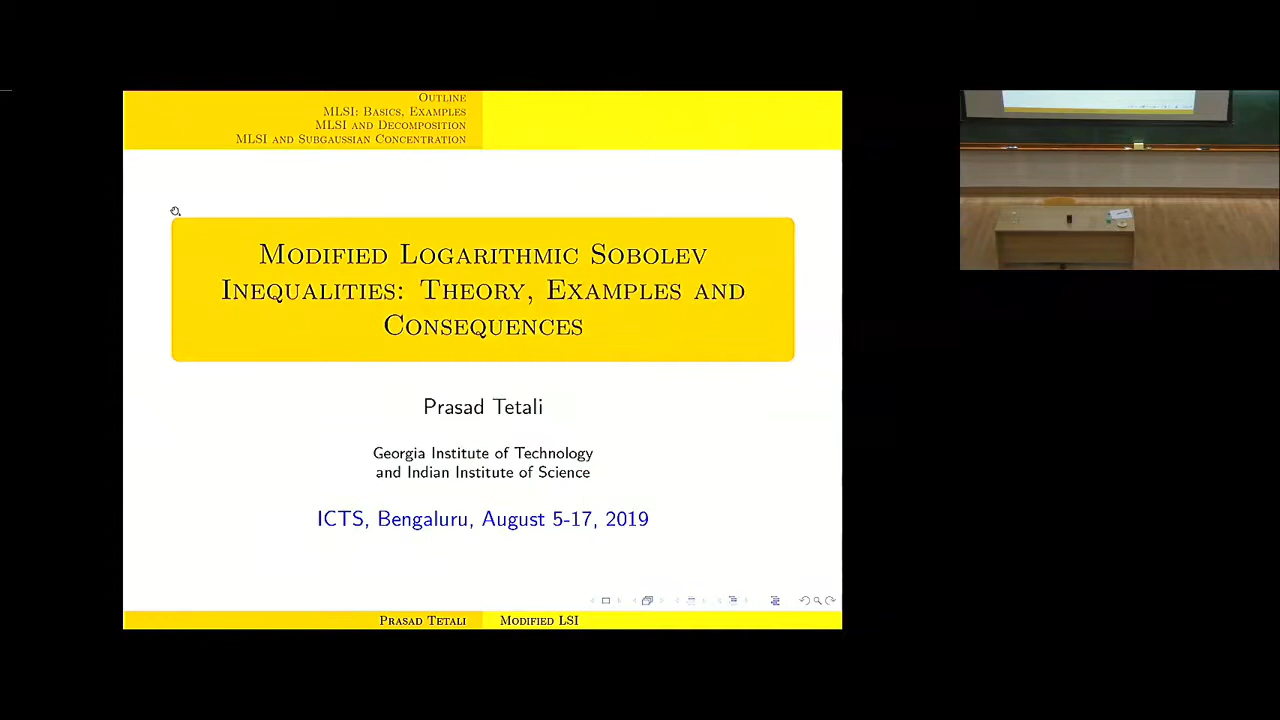 OUTLINE
MLSI: BASICS, EXAMPLES
MLSI AND DECOMPOSITION
MLSI AND SUBGAUSSIAN CONCENTRATION
MODIFIED LOGARITHMIC SOBOLEV
INEQUALITIES: THEORY, EXAMPLES AND
CONSEQUENCES
Prasad Tetali
Georgia Institute of Technology
and Indian Institute of Science
ICTS, Bengaluru, August 5-17, 2019
PRASAD TETALI MODIFIED LSI